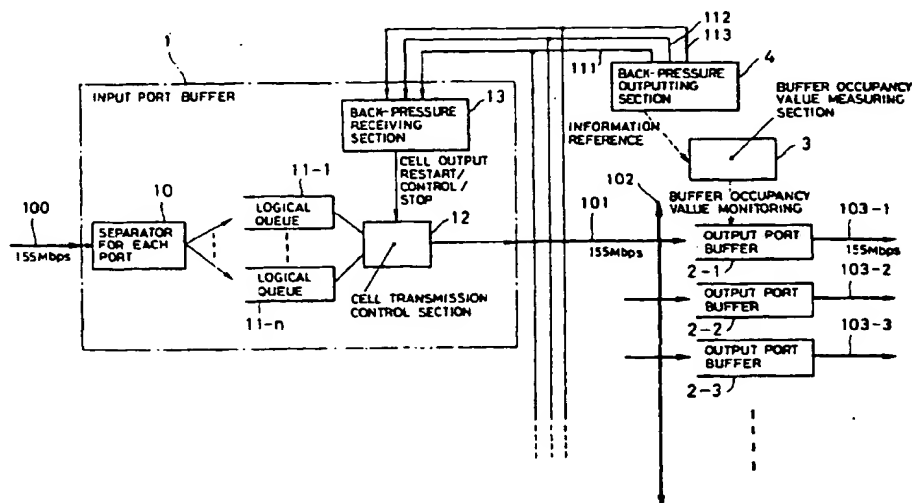 112
113
1
111
4
BACK-PRESSURE
OUTPUTTING
SECTION
BUFFER OCCUPANCY
VALUE MEASURING
SECTION
INPUT PORT BUFFER
13
BACK-PRESSURE
RECEIVING
SECTION
INFORMATION
REFERENCE
3
CELL OUTPUT
RESTART/
CONTROL/
STOP
11-1
LOGICAL
QUEUE
10
12
102
101
BUFFER OCCUPANCY
VALUE MONITORING
103-1
100
155Mbps
SEPARATOR
FOR EACH
PORT
155Mbps
OUTPUT PORT
BUFFER
155Mbps
2-1
103-2
LOGICAL
QUEUE
11-n
CELL TRANSMISSION
CONTROL SECTION
OUTPUT PORT
BUFFER
2-2
103-3
OUTPUT PORT
BUFFER
2-3